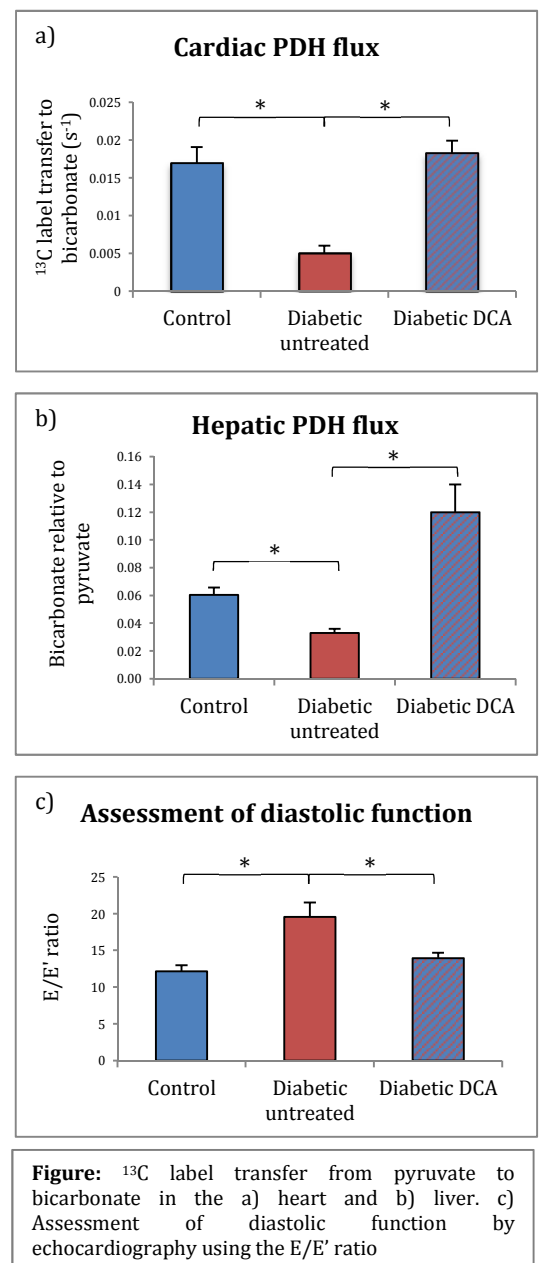 a)
Cardiac PDH flux
¹³C label transfer to
bicarbonate (s⁻¹)
0.025
0.02
0.015
0.01
0.005
0
*
*
Control
Diabetic
untreated
Diabetic DCA
b)
Hepatic PDH flux
Bicarbonate relative to
pyruvate
0.16
0.14
0.12
0.10
0.08
0.06
0.04
0.02
0.00
*
*
Control
Diabetic
untreated
Diabetic DCA
c)
Assessment of diastolic function
E/E' ratio
25
20
15
10
5
0
*
*
Control
Diabetic
untreated
Diabetic DCA
Figure: ¹³C label transfer from pyruvate to
bicarbonate in the a) heart and b) liver. c)
Assessment of diastolic function by
echocardiography using the E/E’ ratio